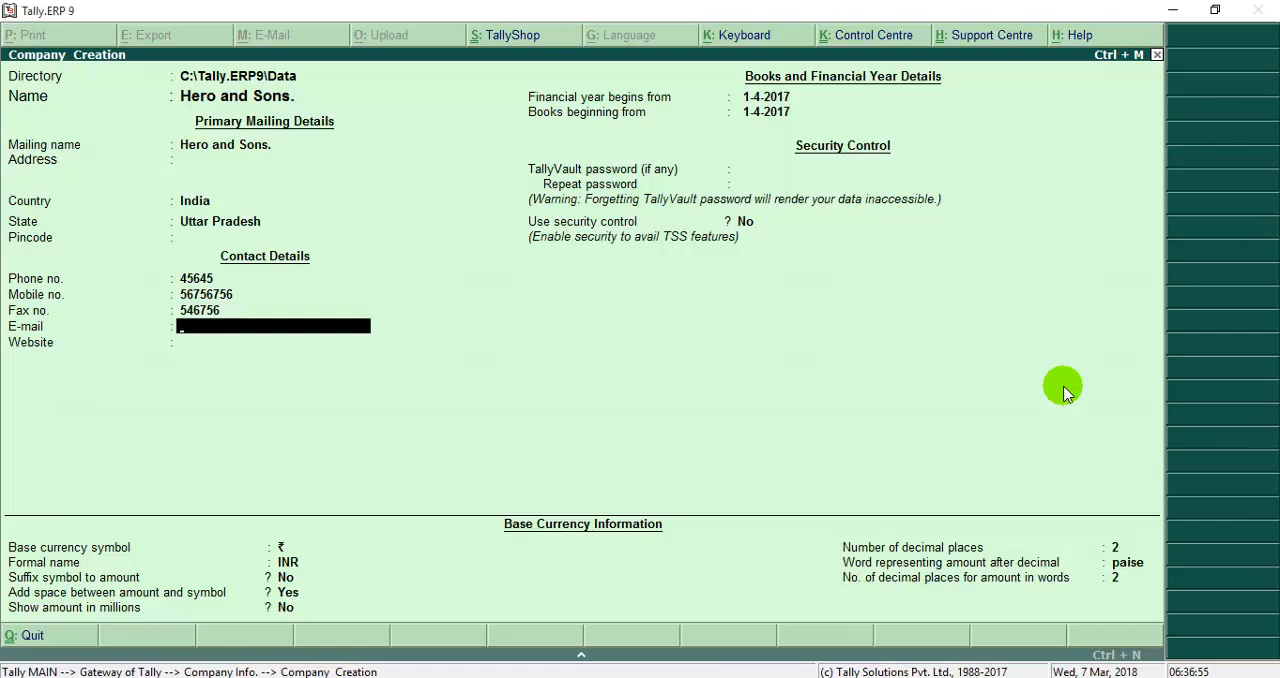 Tally.ERP 9
P: Print E: Export M: E-Mail O: Upload S: TallyShop G: Language K: Keyboard K: Control Centre H: Support Centre H: Help
Company Creation Ctrl + M
Directory : C:\Tally.ERP9\Data
Name : Hero and Sons.
Primary Mailing Details
Mailing name : Hero and Sons.
Address :
Country : India
State : Uttar Pradesh
Pincode :
Contact Details
Phone no. : 45645
Mobile no. : 56756756
Fax no. : 546756
E-mail :
Website :
Books and Financial Year Details
Financial year begins from : 1-4-2017
Books beginning from : 1-4-2017
Security Control
TallyVault password (if any) :
Repeat password :
(Warning: Forgetting TallyVault password will render your data inaccessible.)
Use security control ? No
(Enable security to avail TSS features)
Base Currency Information
Base currency symbol : ₹
Formal name : INR
Suffix symbol to amount ? No
Add space between amount and symbol ? Yes
Show amount in millions ? No
Number of decimal places : 2
Word representing amount after decimal : paise
No. of decimal places for amount in words : 2
Q: Quit
Ctrl + N
Tally MAIN --> Gateway of Tally --> Company Info. --> Company Creation (c) Tally Solutions Pvt. Ltd., 1988-2017 Wed, 7 Mar, 2018 06:36:55